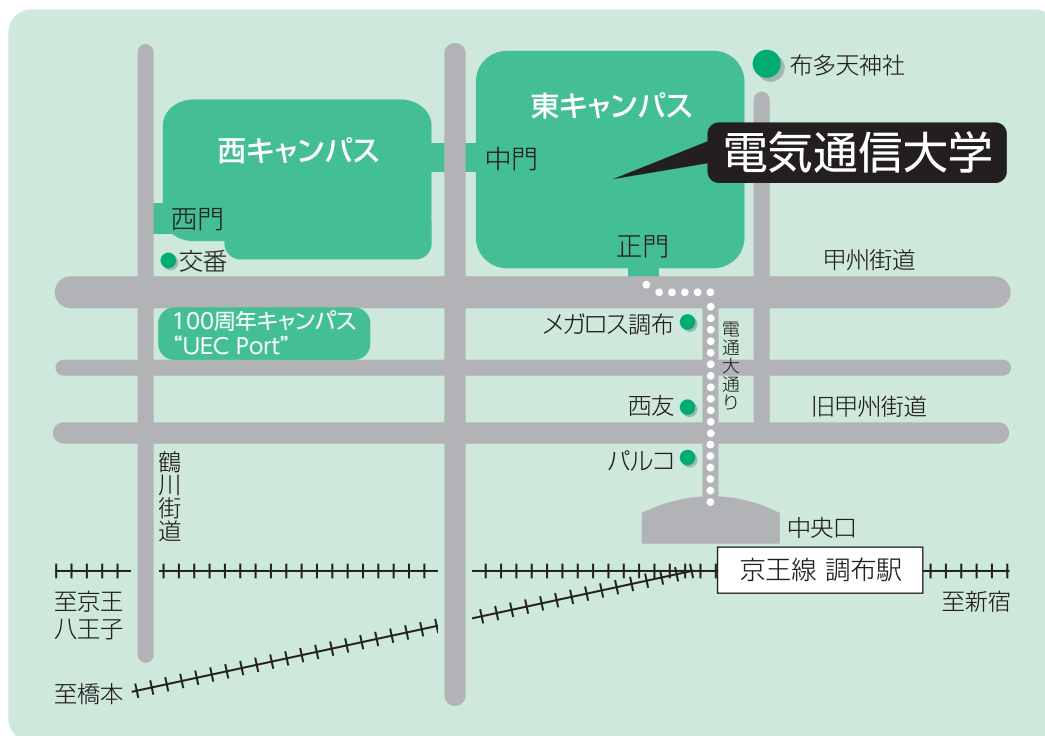 布多天神社
東キャンパス
電気通信大学
西キャンパス
中門
西門
正門
交番
甲州街道
100周年キャンパス
“UEC Port”
メガロス調布
電通大通り
西友
旧甲州街道
パルコ
鶴川街道
中央口
京王線 調布駅
至京王
八王子
至新宿
至橋本